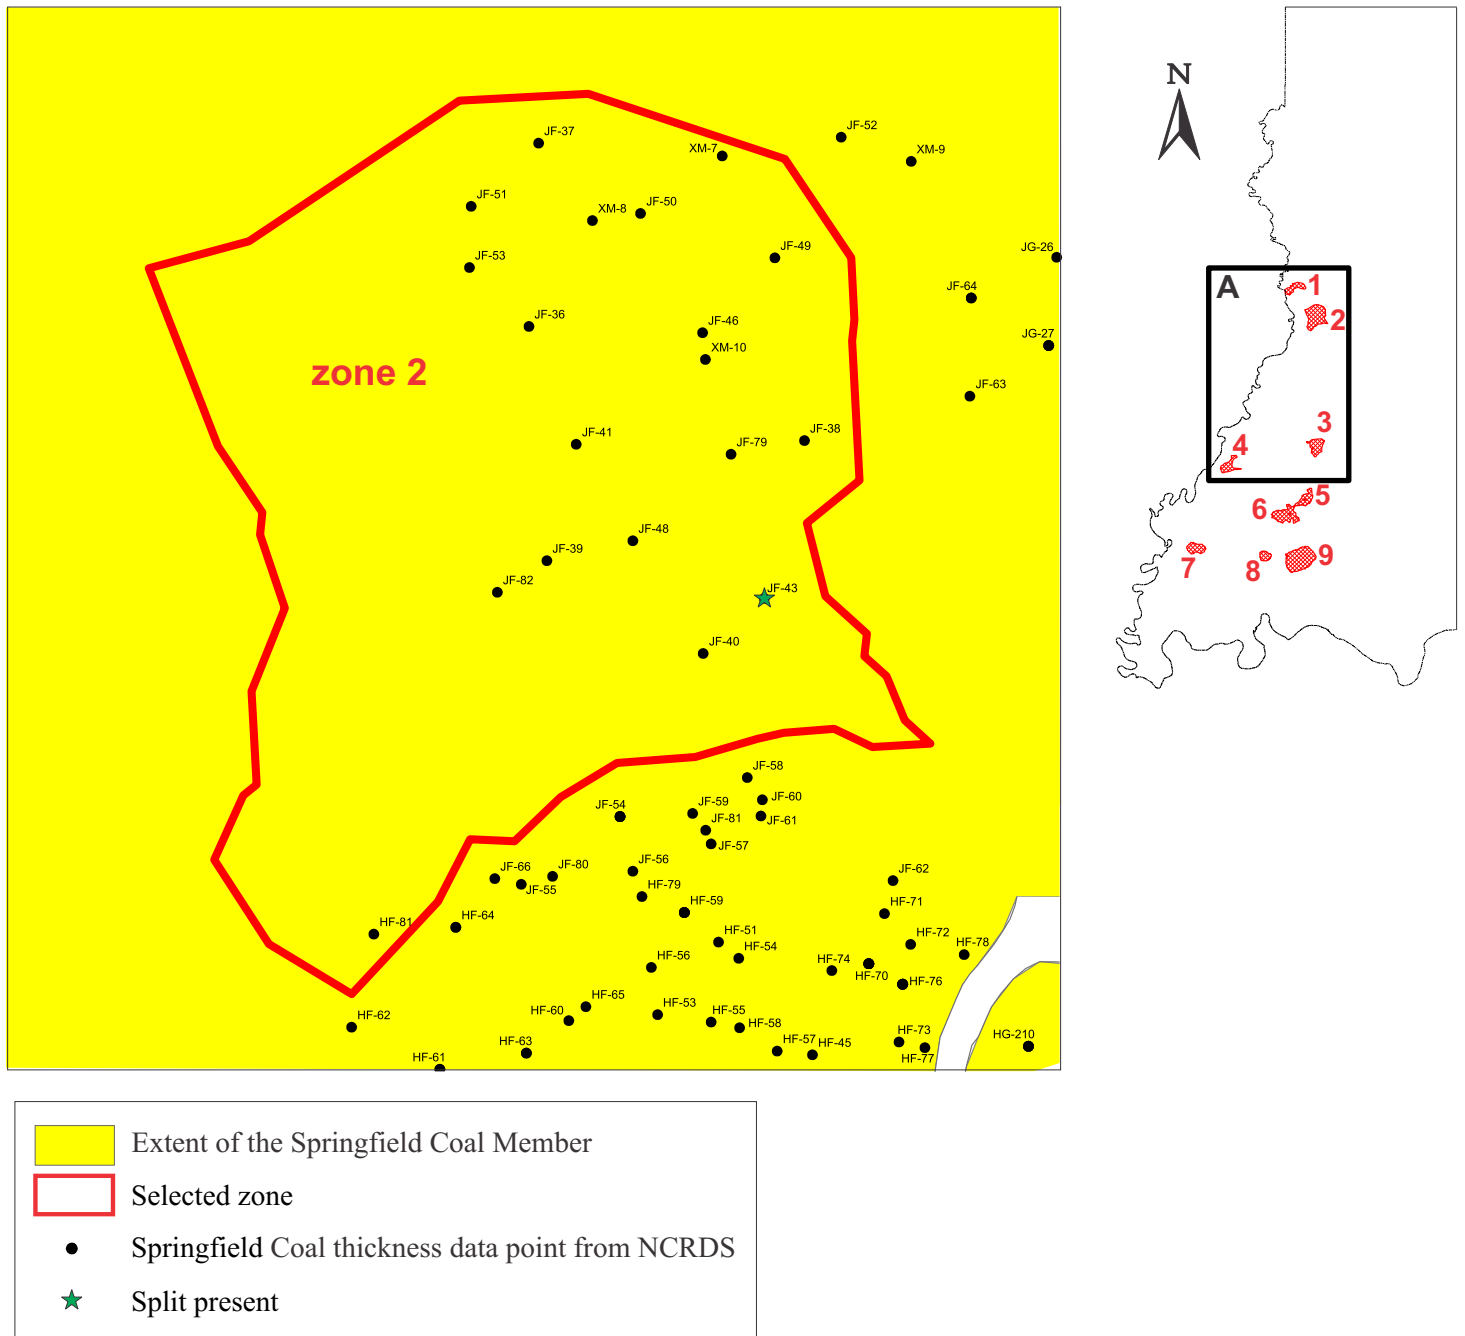 JF-37
JF-52
XM-7
XM-9
JF-51
XM-8
JF-50
JF-49
JG-26
JF-53
JF-64
JF-36
JF-46
XM-10
JG-27
zone 2
JF-63
JF-41
JF-79
JF-38
JF-48
JF-39
JF-82
JF-43
JF-40
JF-58
JF-54
JF-59
JF-60
JF-81
JF-61
JF-57
JF-66
JF-80
JF-56
JF-55
HF-79
JF-62
HF-59
HF-71
HF-81
HF-64
HF-51
HF-54
HF-72
HF-78
HF-56
HF-74
HF-70
HF-76
HF-62
HF-60
HF-65
HF-53
HF-55
HF-58
HF-63
HF-61
HF-57
HF-45
HF-73
HF-77
HG-210
N
A
1
2
3
4
5
6
7
8
9
Extent of the Springfield Coal Member
Selected zone
Springfield Coal thickness data point from NCRDS
Split present